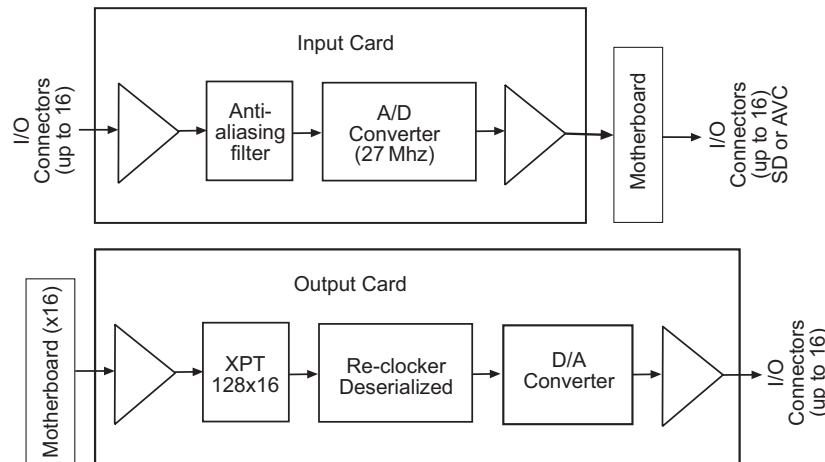 Input Card
I/O
Connectors
(up to 16)
Anti-
aliasing
filter
A/D
Converter
(27 Mhz)
Motherboard
I/O
Connectors
(up to 16)
SD or AVC
Output Card
Motherboard (x16)
XPT
128x16
Re-clocker
Deserialized
D/A
Converter
I/O
Connectors
(up to 16)